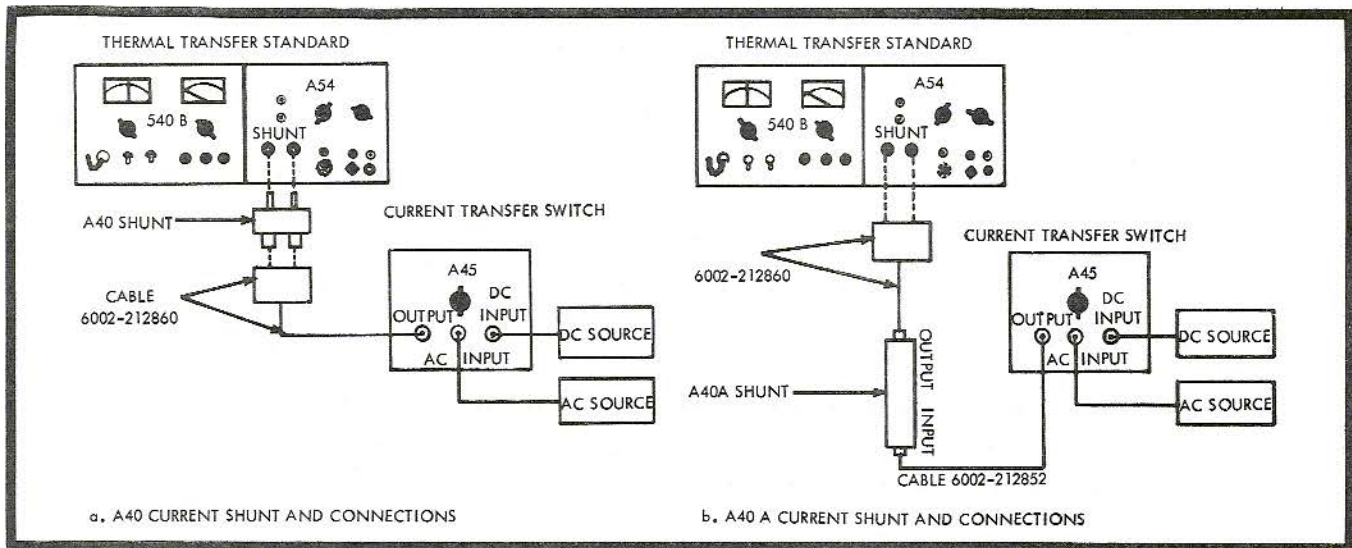 THERMAL TRANSFER STANDARD
A54
540 B
SHUNT
A40 SHUNT
CURRENT TRANSFER SWITCH
A45
DC
OUTPUT INPUT
AC INPUT
CABLE
6002-212860
DC SOURCE
AC SOURCE
a. A40 CURRENT SHUNT AND CONNECTIONS
THERMAL TRANSFER STANDARD
A54
540 B
SHUNT
CURRENT TRANSFER SWITCH
6002-212860
A45
DC
OUTPUT INPUT
AC INPUT
DC SOURCE
AC SOURCE
OUTPUT
A40A SHUNT
INPUT
CABLE 6002-212852
b. A40 A CURRENT SHUNT AND CONNECTIONS